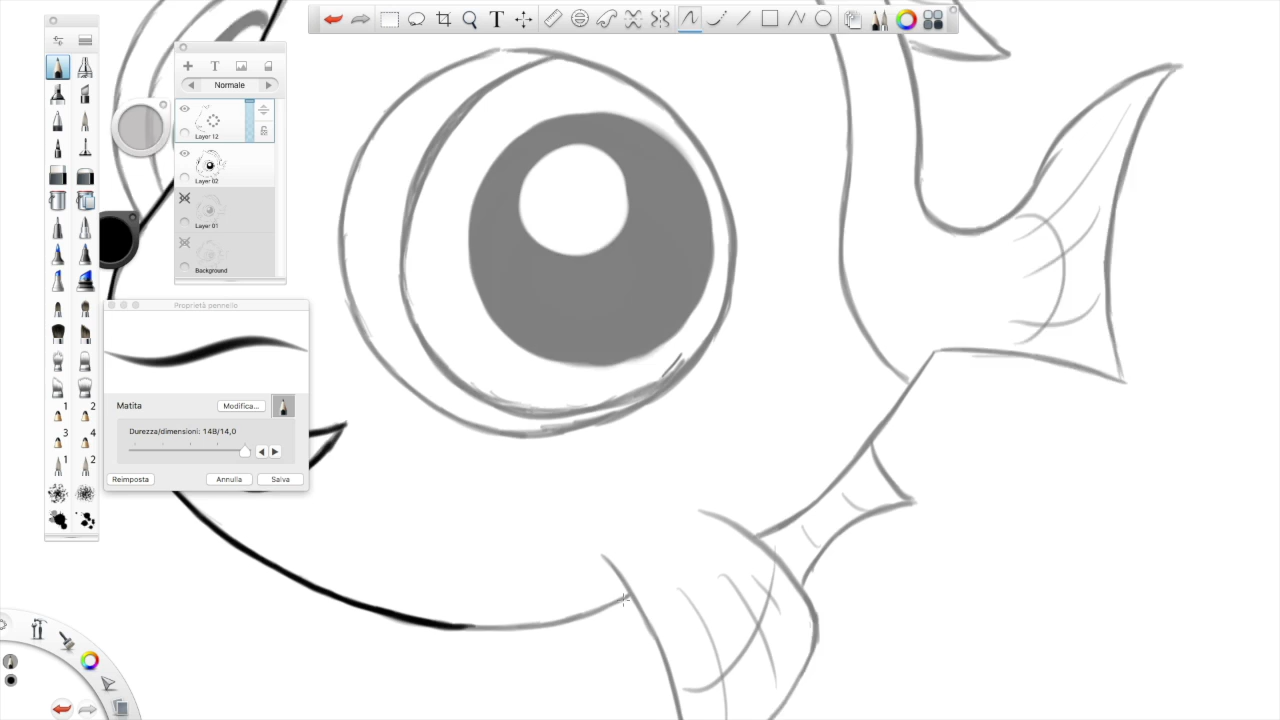 T
T
Normale
Layer 12
Layer 02
Layer 01
Background
Proprietà pennello
Matita
Modifica...
Durezza/dimensioni: 14B/14,0
Reimposta
Annulla
Salva
1 2
3 4
1 2